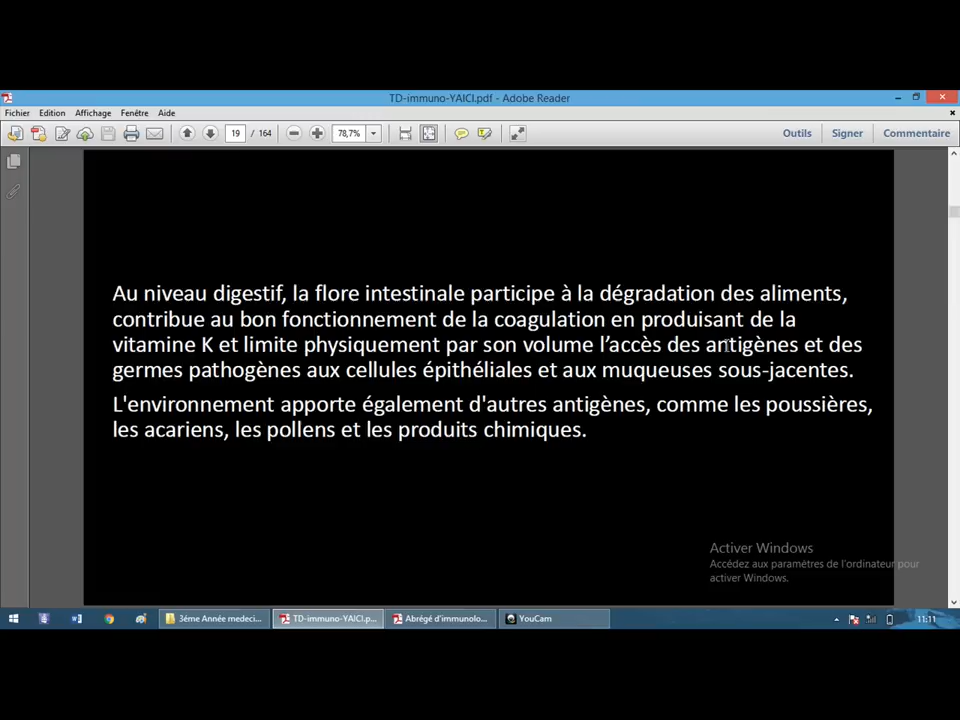 TD-immuno-YAICI.pdf - Adobe Reader
Fichier Edition Affichage Fenêtre Aide
19 / 164 78,7% Outils Signer Commentaire
Au niveau digestif, la flore intestinale participe à la dégradation des aliments,
contribue au bon fonctionnement de la coagulation en produisant de la
vitamine K et limite physiquement par son volume l'accès des antigènes et des
germes pathogènes aux cellules épithéliales et aux muqueuses sous-jacentes.
L'environnement apporte également d'autres antigènes, comme les poussières,
les acariens, les pollens et les produits chimiques.
Activer Windows
Accédez aux paramètres de l'ordinateur pour
activer Windows.
3éme Année medeci... TD-immuno-YAICI.p... Abrégé d'immunolo... YouCam 11:11